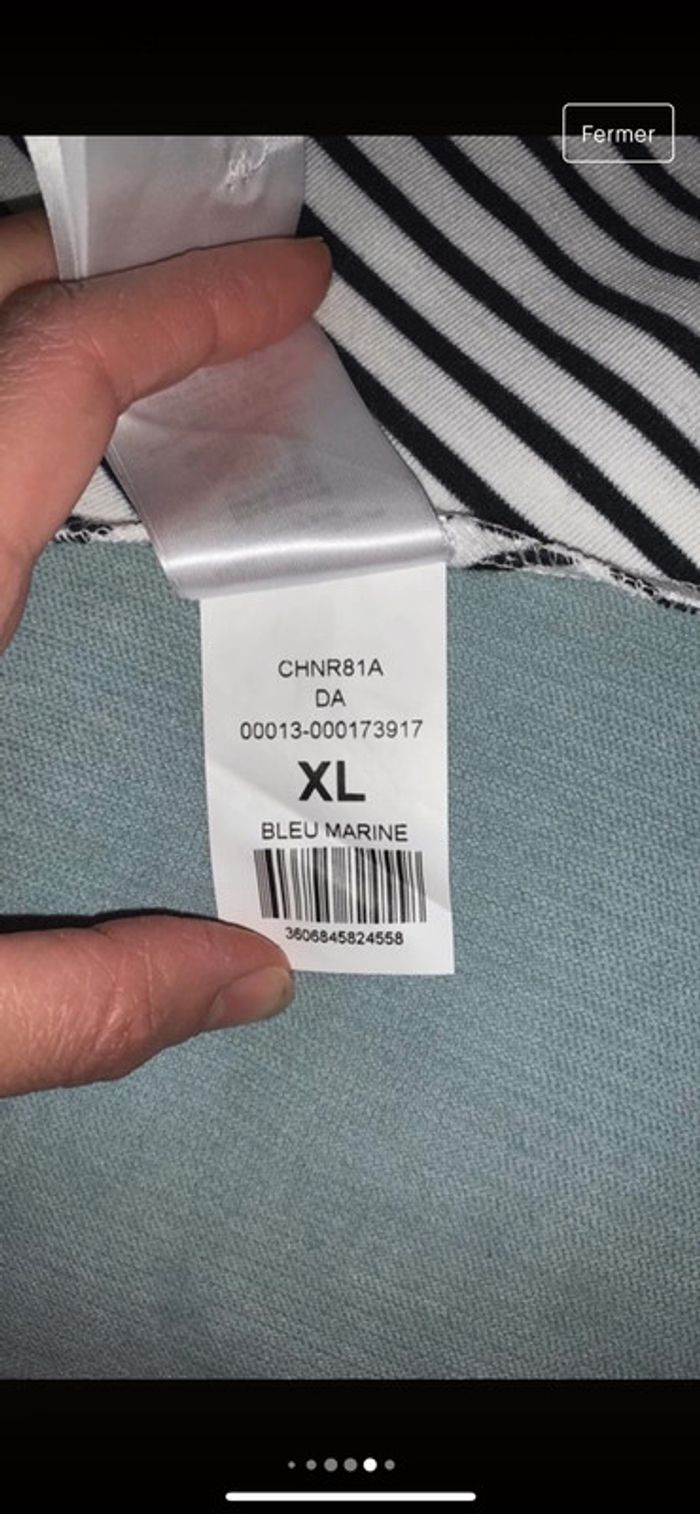 Fermer
CHNR81A
DA
00013-000173917
XL
BLEU MARINE
3606845824558